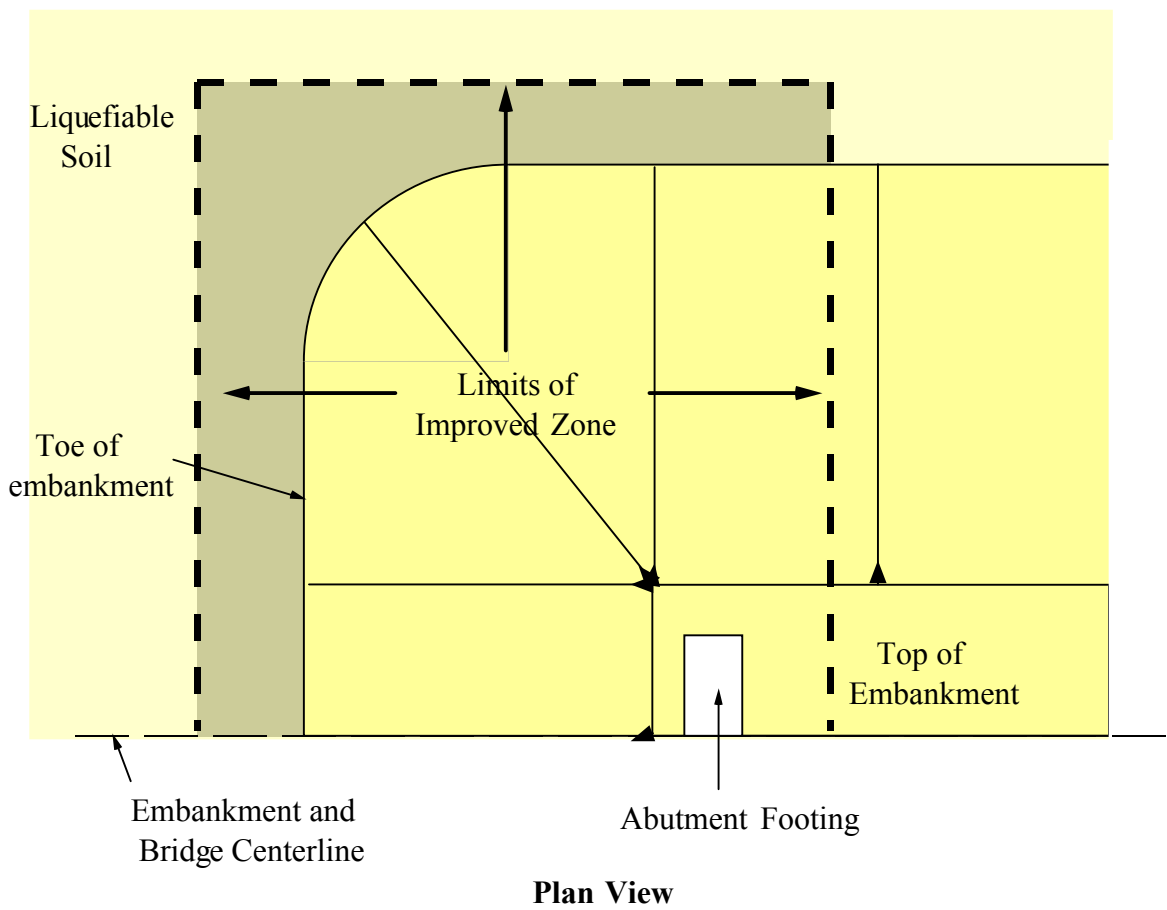 Liquefiable
Soil
Limits of
Improved Zone
Toe of
embankment
Top of
Embankment
Embankment and
Bridge Centerline
Abutment Footing
Plan View